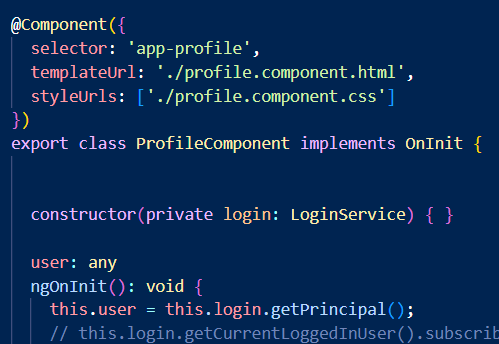 @Component({
  selector: 'app-profile',
  templateUrl: './profile.component.html',
  styleUrls: ['./profile.component.css']
})
export class ProfileComponent implements OnInit {
  constructor(private login: LoginService) { }
  user: any
  ngOnInit(): void {
    this.user = this.login.getPrincipal();
    // this.login.getCurrentLoggedInUser().subscrib